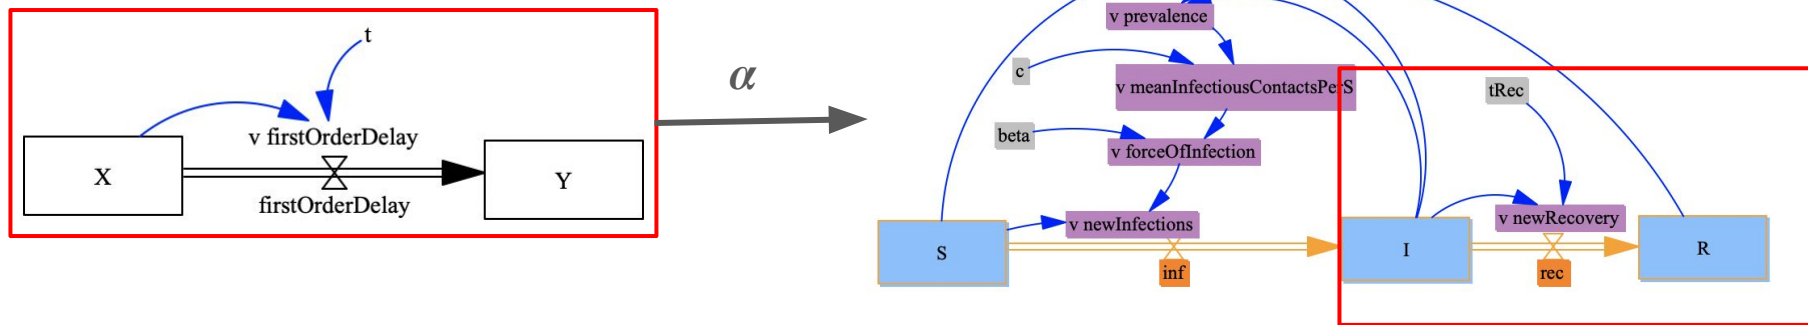 t
v firstOrderDelay
X
Y
firstOrderDelay
α
v prevalence
c
v meanInfectiousContactsPerS
tRec
beta
v forceOfInfection
v newInfections
v newRecovery
S
I
R
inf
rec